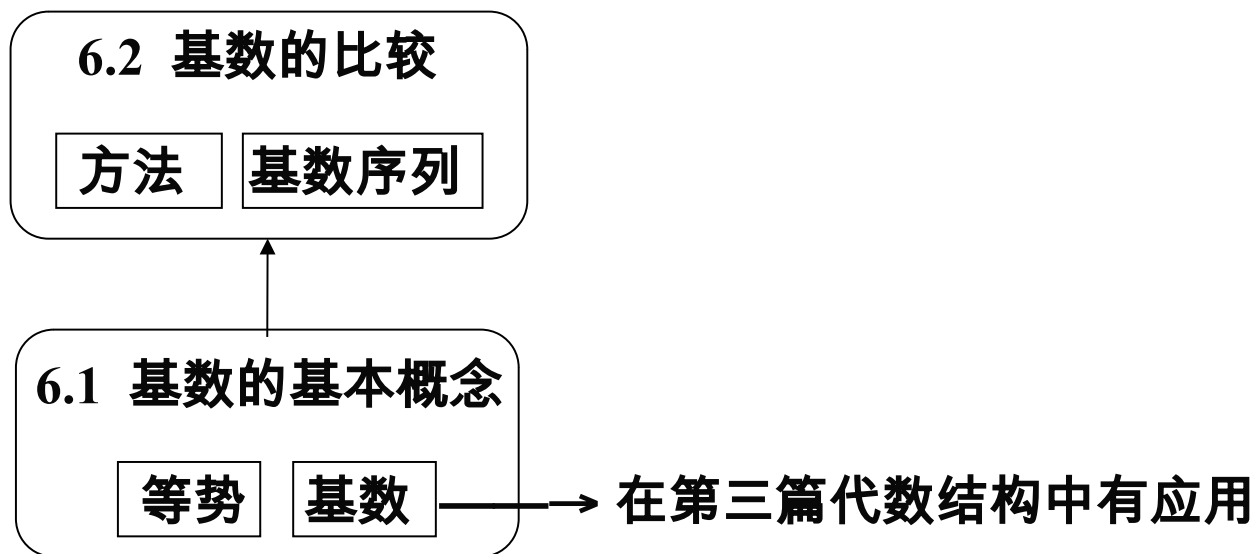 6.2 基数的比较
方法 基数序列
6.1 基数的基本概念
等势 基数 在第三篇代数结构中有应用